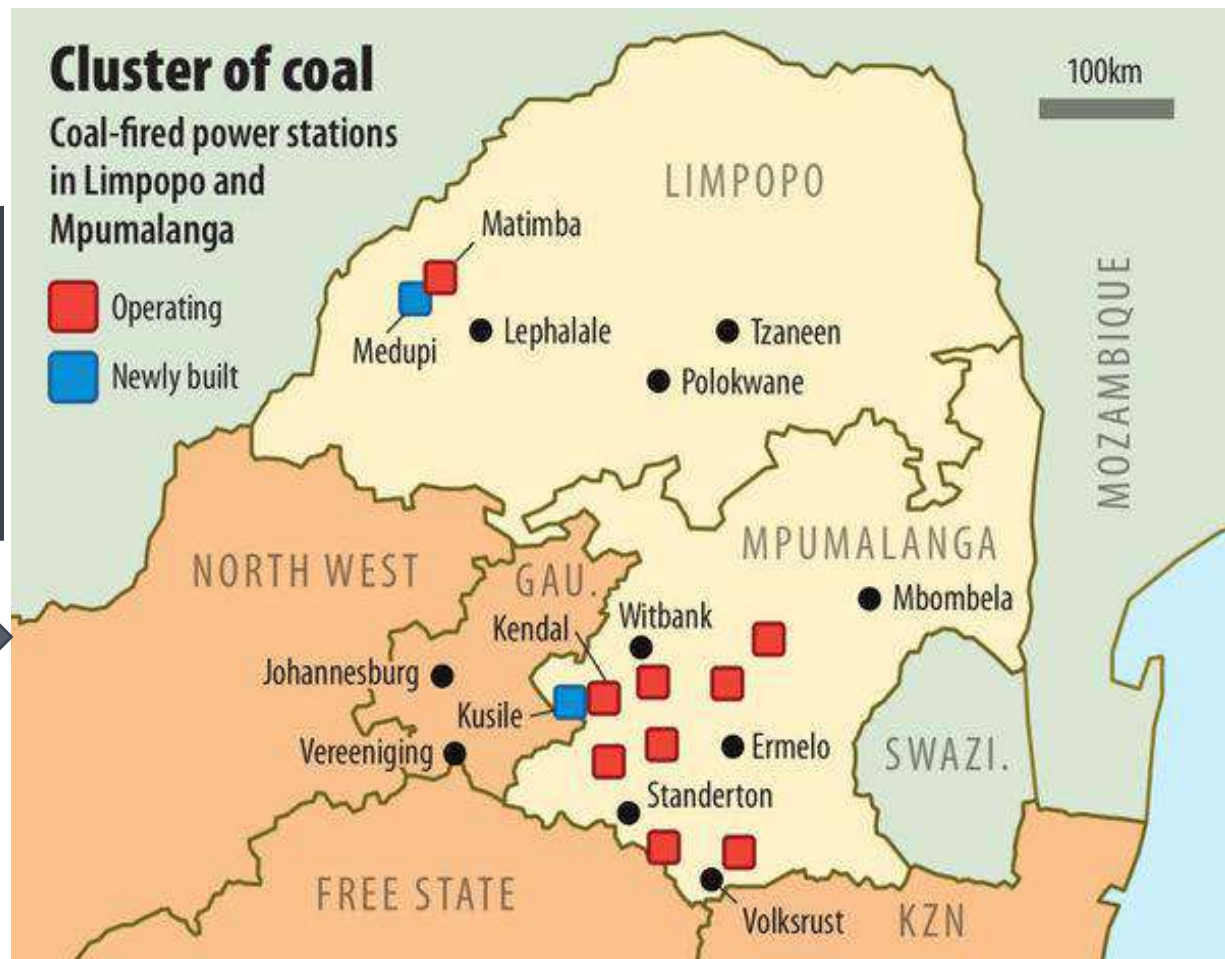 Cluster of coal
Coal-fired power stations
in Limpopo and
Mpumalanga
Operating
Newly built
100km
LIMPOPO
Matimba
Medupi
Lephalale
Tzaneen
Polokwane
MOZAMBIQUE
NORTH WEST
GAU.
MPUMALANGA
Mbombela
Witbank
Kendal
Johannesburg
Kusile
Vereeniging
Ermelo
SWAZI.
Standerton
FREE STATE
Volksrust
KZN